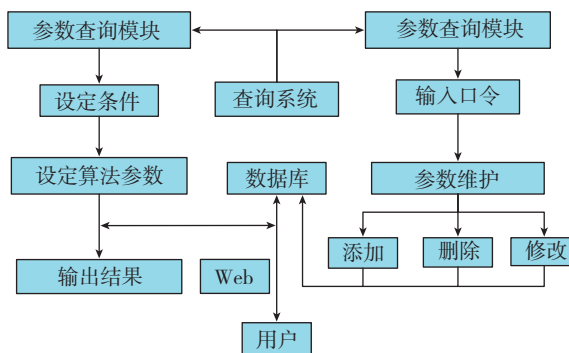 参数查询模块
参数查询模块
设定条件
查询系统
输入口令
设定算法参数
数据库
参数维护
添加
删除
修改
输出结果
Web
用户